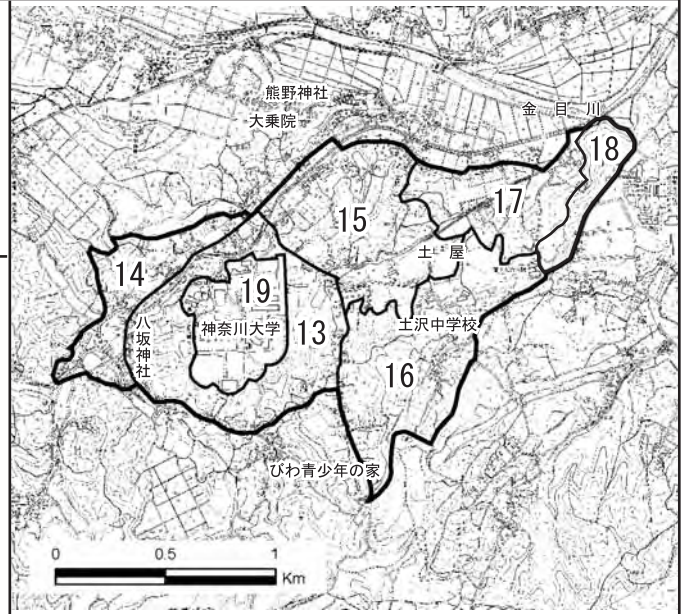 熊野神社
大乗院
金目川
18
15
17
土屋
14
19
八坂神社
神奈川大学
13
土沢中学校
16
びわ青少年の家
0 0.5 1
Km